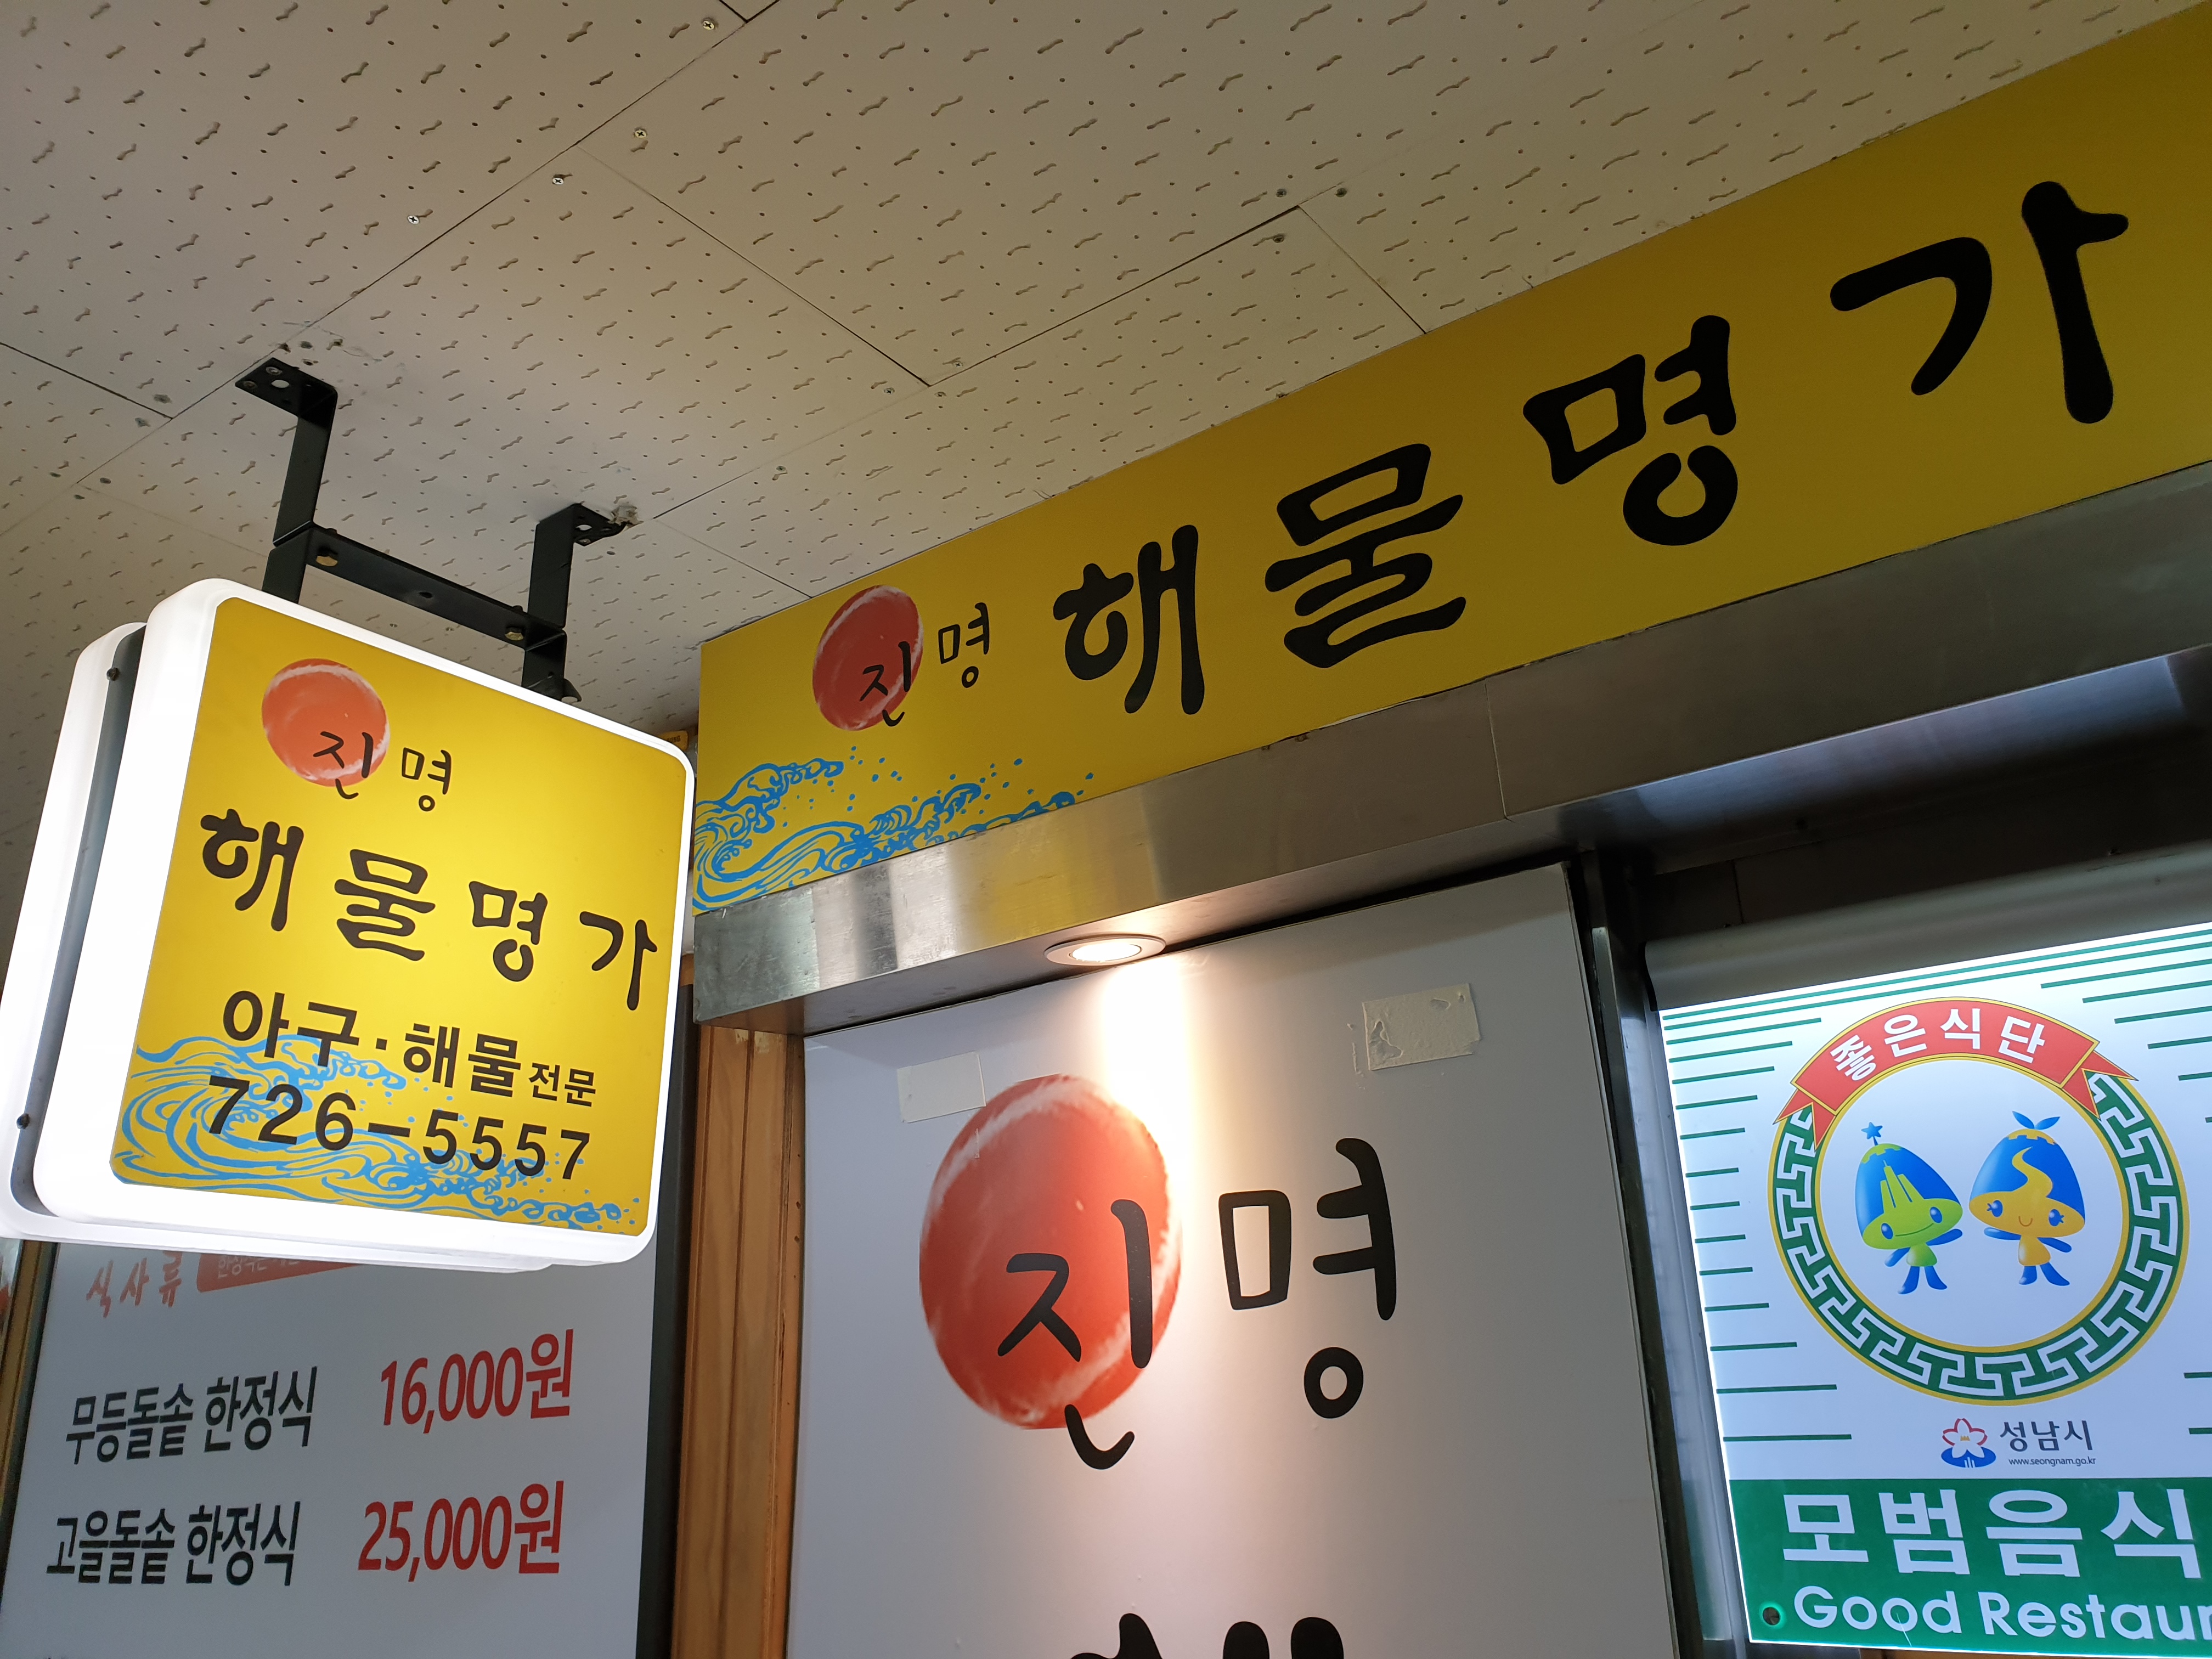 진명
해물명가
아구·해물전문
726-5557
진명 해물명가
진명
식사류
무등돌솥 한정식 16,000원
고을돌솥 한정식 25,000원
좋은식단
성남시
www.seongnam.go.kr
모범음식
Good Restaur